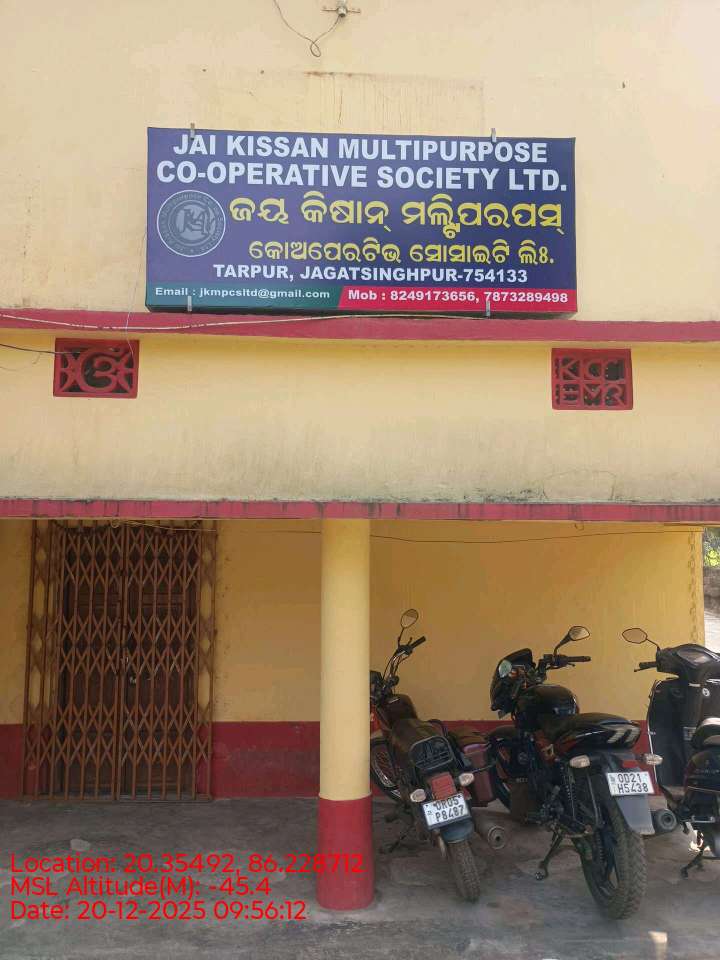 JAI KISSAN MULTIPURPOSE
CO-OPERATIVE SOCIETY LTD.
ଜୟ କିଷାନ୍ ମଲ୍ଟିପରପସ୍
କୋଅପେରଟିଭ ସୋସାଇଟି ଲିଃ.
TARPUR, JAGATSINGHPUR-754133
Email : jkmpcsltd@gmail.com
Mob : 8249173656, 7873289498
ଓଁ
OR05
P8487
OD21
H5438
Location: 20.35492, 86.228712
MSL Altitude(M): -45.4
Date: 20-12-2025 09:56:12